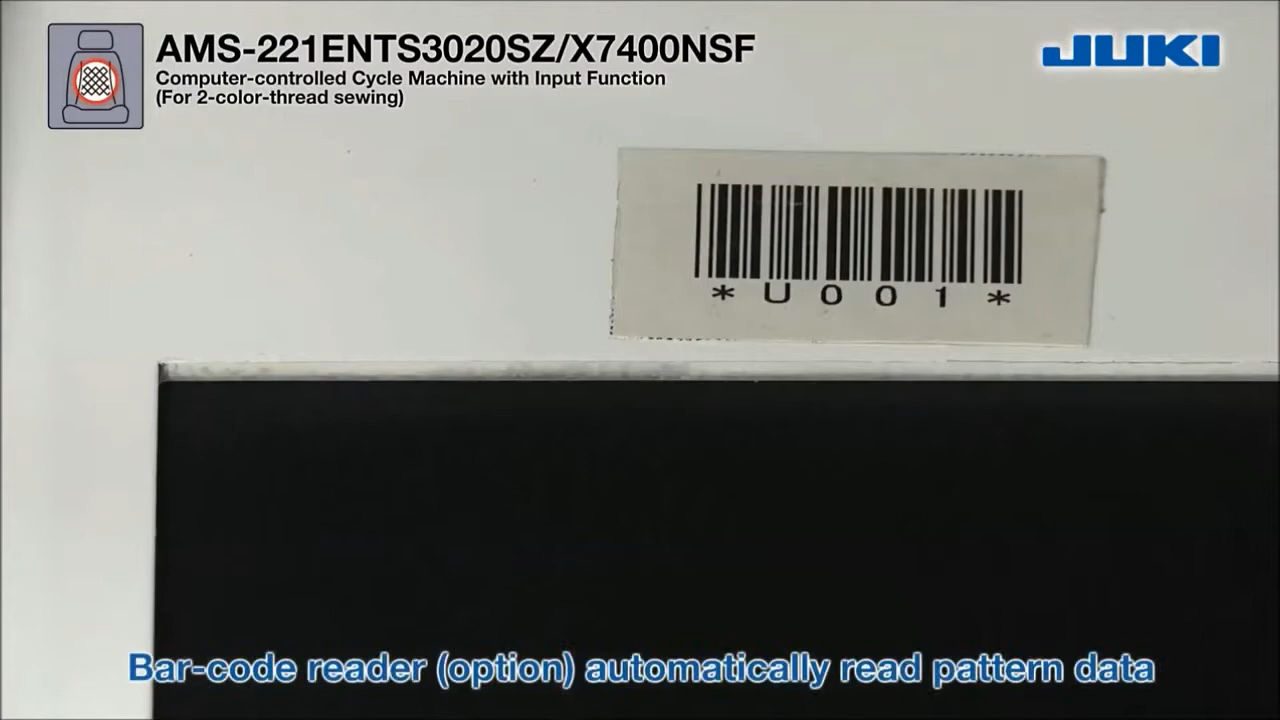 AMS-221ENTS3020SZ/X7400NSF
JUKI
Computer-controlled Cycle Machine with Input Function
(For 2-color-thread sewing)
*U001*
Bar-code reader (option) automatically read pattern data